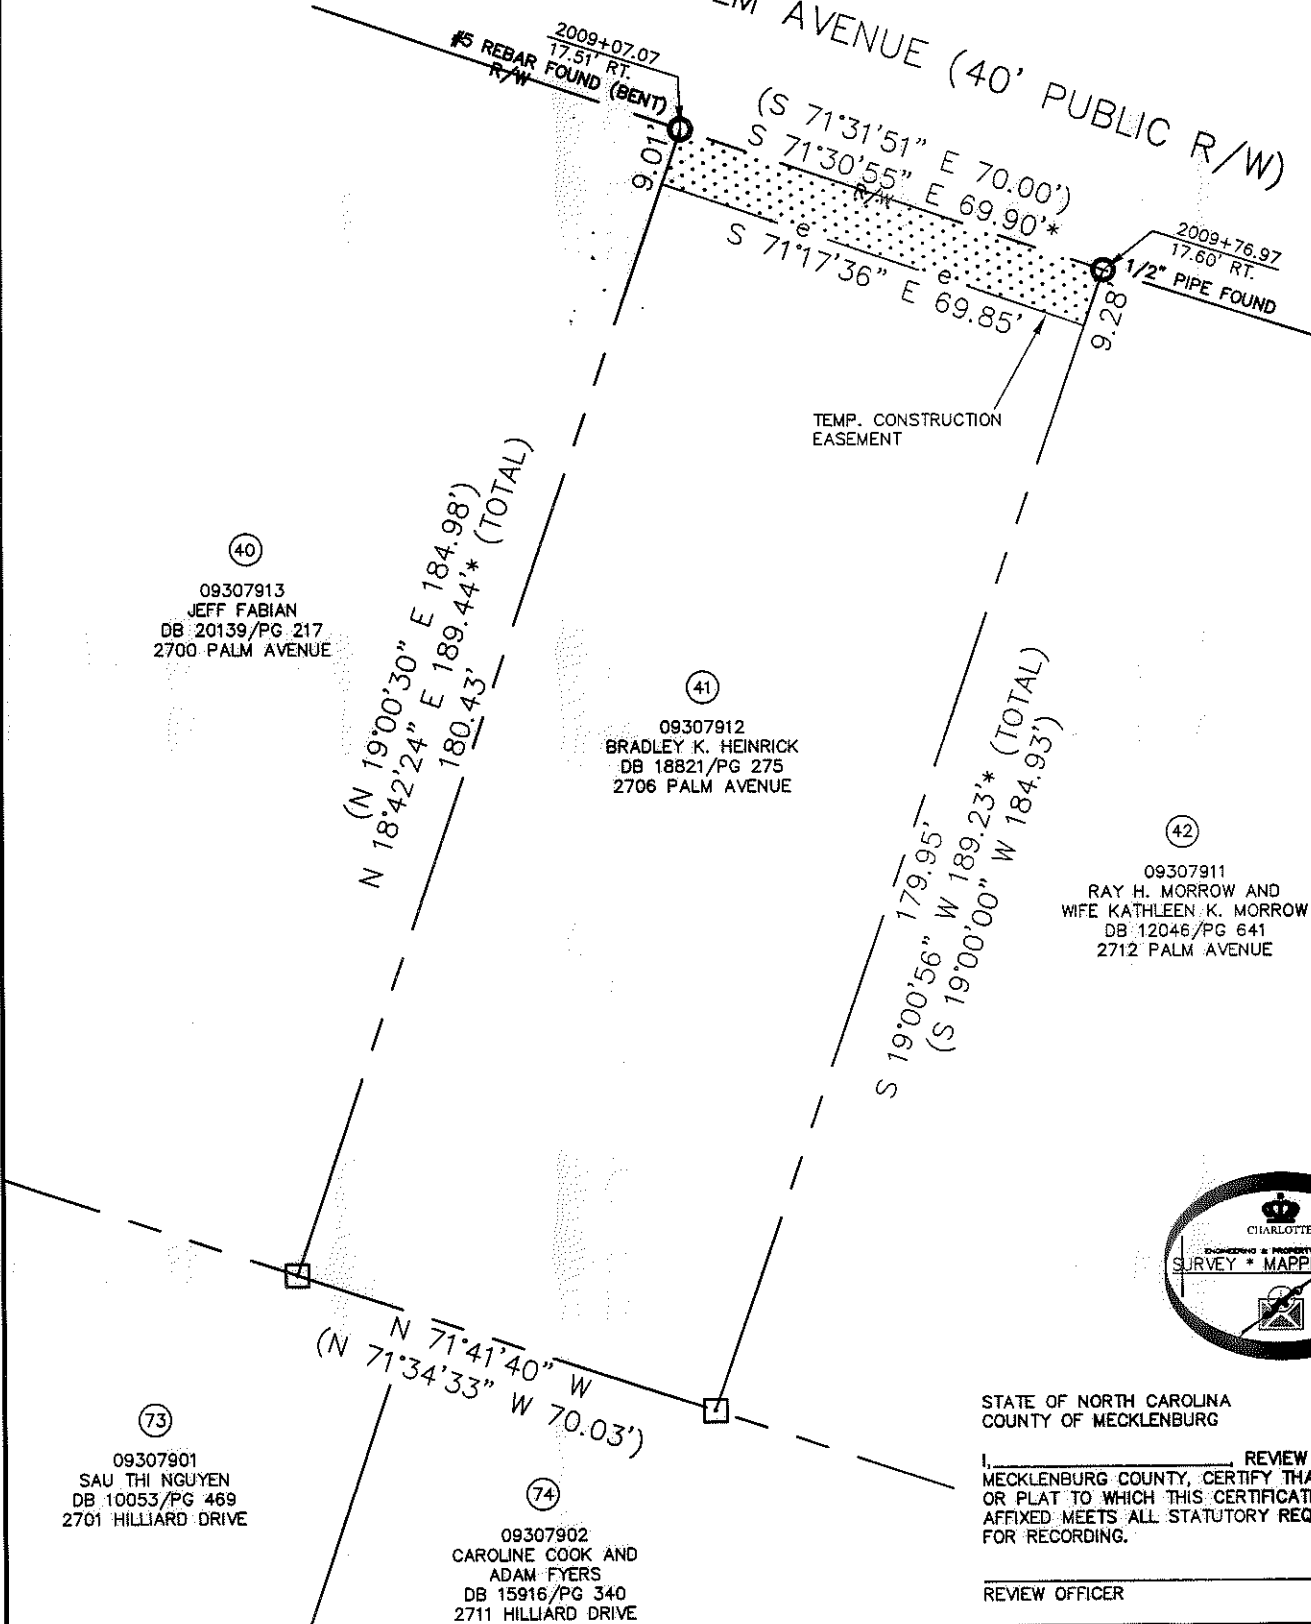 AVENUE (40' PUBLIC R/W)
2009+07.07
17.51' RT.
#5 REBAR FOUND (BENT)
R/W
(S 71°31'51" E 70.00')
S 71°30'55" E 69.90'*
R/W
9.01'
e
e
S 71°17'36" E 69.85'
2009+76.97
17.60' RT.
1/2" PIPE FOUND
9.28'
TEMP. CONSTRUCTION
EASEMENT
(N 19°00'30" E 184.98')
N 18°42'24" E 189.44'* (TOTAL)
180.43'
40
09307913
JEFF FABIAN
DB 20139/PG 217
2700 PALM AVENUE
41
09307912
BRADLEY K. HEINRICK
DB 18821/PG 275
2706 PALM AVENUE
179.95'
S 19°00'56" W 189.23'* (TOTAL)
(S 19°00'00" W 184.93')
42
09307911
RAY H. MORROW AND
WIFE KATHLEEN K. MORROW
DB 12046/PG 641
2712 PALM AVENUE
N 71°41'40" W
(N 71°34'33" W 70.03')
73
09307901
SAU THI NGUYEN
DB 10053/PG 469
2701 HILLIARD DRIVE
74
09307902
CAROLINE COOK AND
ADAM FYERS
DB 15916/PG 340
2711 HILLIARD DRIVE
CHARLOTTE
ENGINEERING &
SURVEY *
STATE OF NORTH CAROLINA
COUNTY OF MECKLENBURG
I, REVIEW
MECKLENBURG COUNTY, CERTIFY
OR PLAT TO WHICH THIS
AFFIXED MEETS ALL STATUTORY
FOR RECORDING.
REVIEW OFFICER